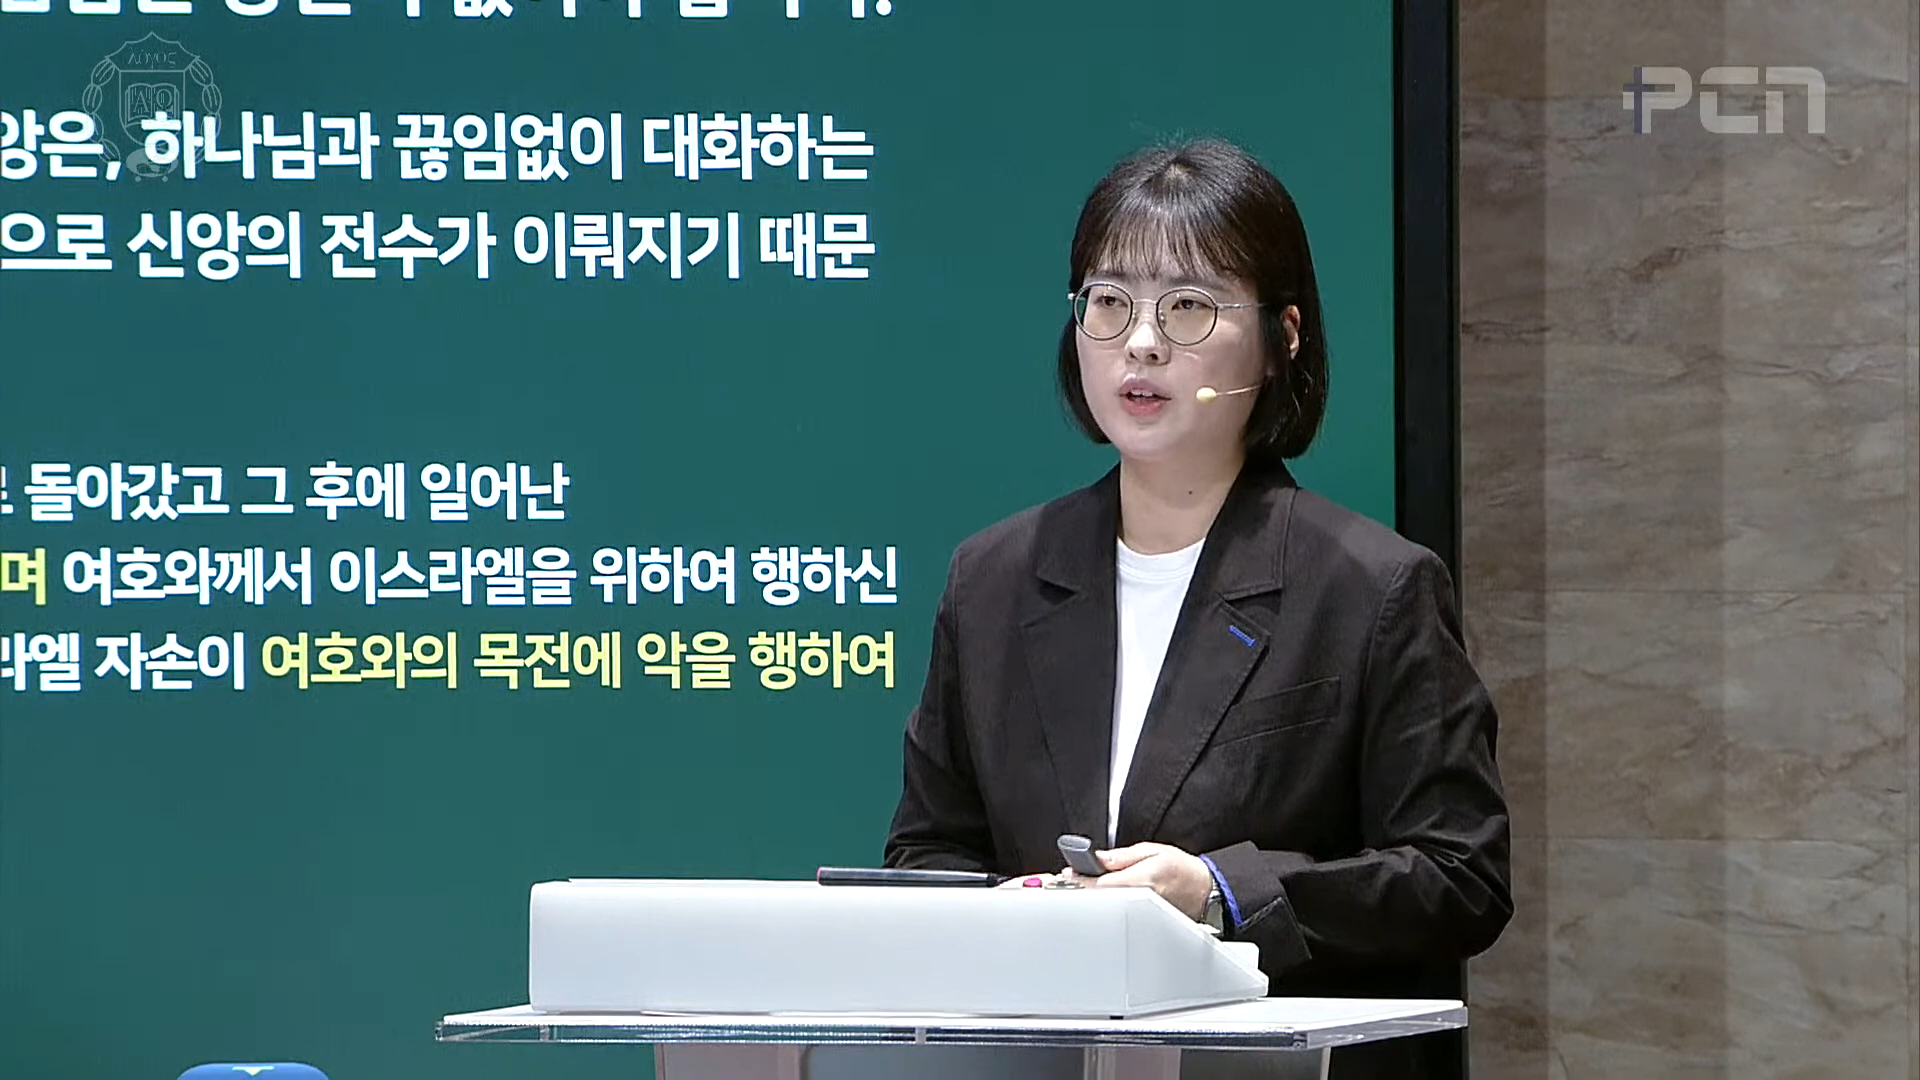 λόγος
Α Ω
PCN
앙은, 하나님과 끊임없이 대화하는
으로 신앙의 전수가 이뤄지기 때문
돌아갔고 그 후에 일어난
며 여호와께서 이스라엘을 위하여 행하신
라엘 자손이 여호와의 목전에 악을 행하여